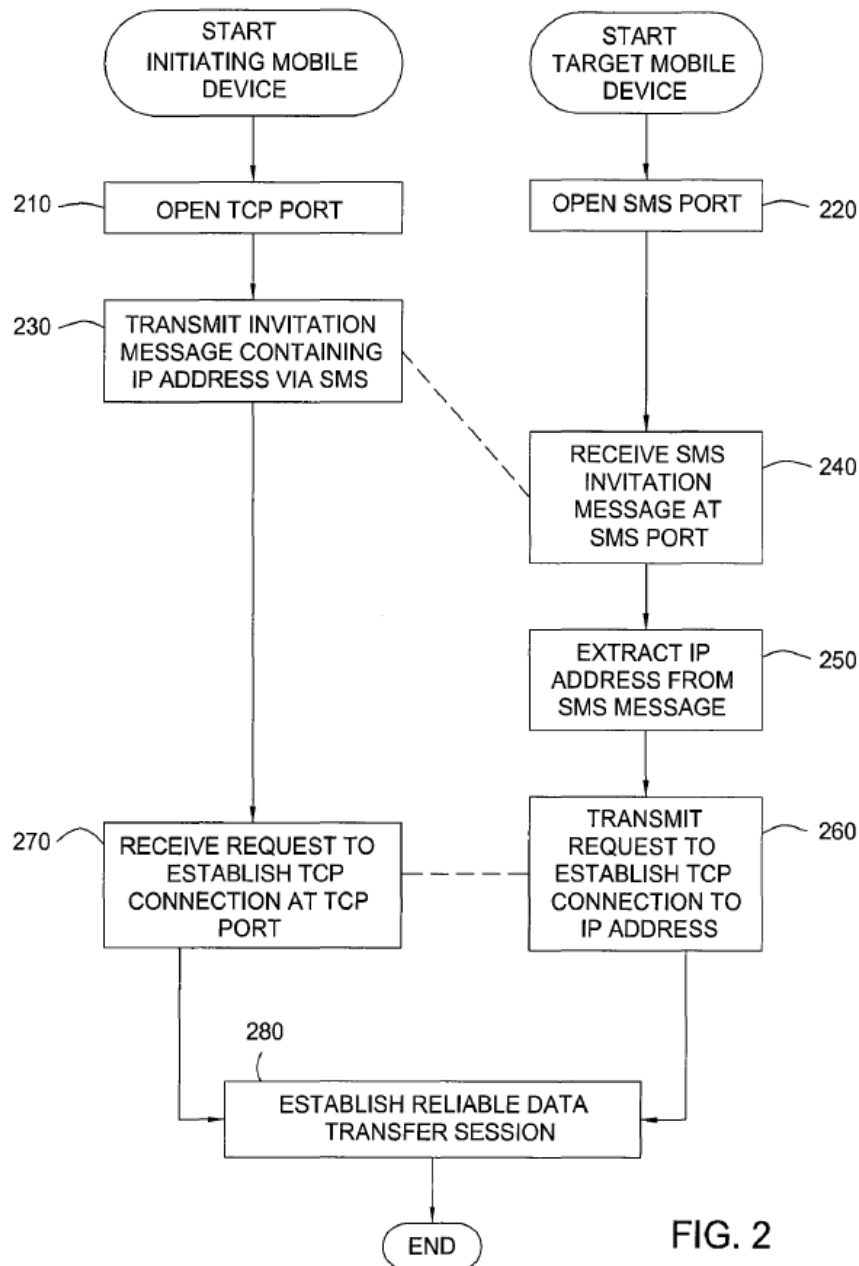 START
INITIATING MOBILE
DEVICE
START
TARGET MOBILE
DEVICE
210
OPEN TCP PORT
OPEN SMS PORT
220
230
TRANSMIT INVITATION
MESSAGE CONTAINING
IP ADDRESS VIA SMS
RECEIVE SMS
INVITATION
MESSAGE AT
SMS PORT
240
EXTRACT IP
ADDRESS FROM
SMS MESSAGE
250
270
RECEIVE REQUEST TO
ESTABLISH TCP
CONNECTION AT TCP
PORT
TRANSMIT
REQUEST TO
ESTABLISH TCP
CONNECTION TO
IP ADDRESS
260
280
ESTABLISH RELIABLE DATA
TRANSFER SESSION
END
FIG. 2